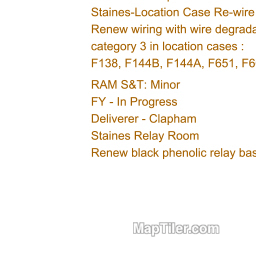 Staines-Location Case Re-wire
Renew wiring with wire degrada
category 3 in location cases :
F138, F144B, F144A, F651, F6
RAM S&T: Minor
FY - In Progress
Deliverer - Clapham
Staines Relay Room
Renew black phenolic relay bas
MapTiler.com